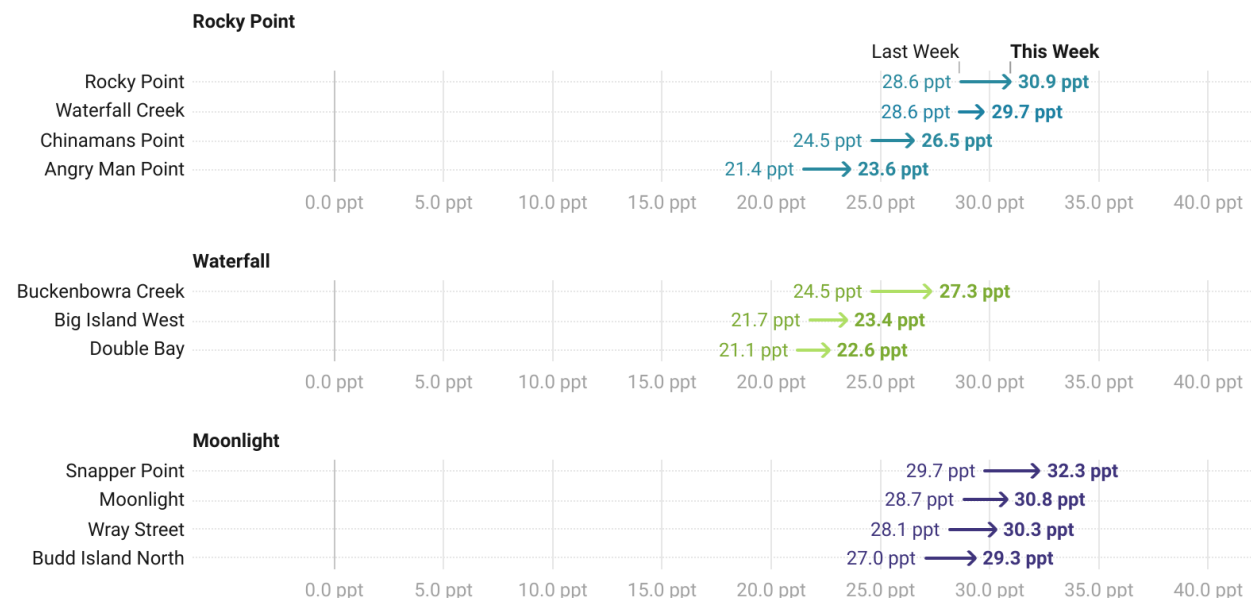 Rocky Point
Last Week This Week
Rocky Point 28.6 ppt 30.9 ppt
Waterfall Creek 28.6 ppt 29.7 ppt
Chinamans Point 24.5 ppt 26.5 ppt
Angry Man Point 21.4 ppt 23.6 ppt
0.0 ppt 5.0 ppt 10.0 ppt 15.0 ppt 20.0 ppt 25.0 ppt 30.0 ppt 35.0 ppt 40.0 ppt
Waterfall
Buckenbowra Creek 24.5 ppt 27.3 ppt
Big Island West 21.7 ppt 23.4 ppt
Double Bay 21.1 ppt 22.6 ppt
0.0 ppt 5.0 ppt 10.0 ppt 15.0 ppt 20.0 ppt 25.0 ppt 30.0 ppt 35.0 ppt 40.0 ppt
Moonlight
Snapper Point 29.7 ppt 32.3 ppt
Moonlight 28.7 ppt 30.8 ppt
Wray Street 28.1 ppt 30.3 ppt
Budd Island North 27.0 ppt 29.3 ppt
0.0 ppt 5.0 ppt 10.0 ppt 15.0 ppt 20.0 ppt 25.0 ppt 30.0 ppt 35.0 ppt 40.0 ppt